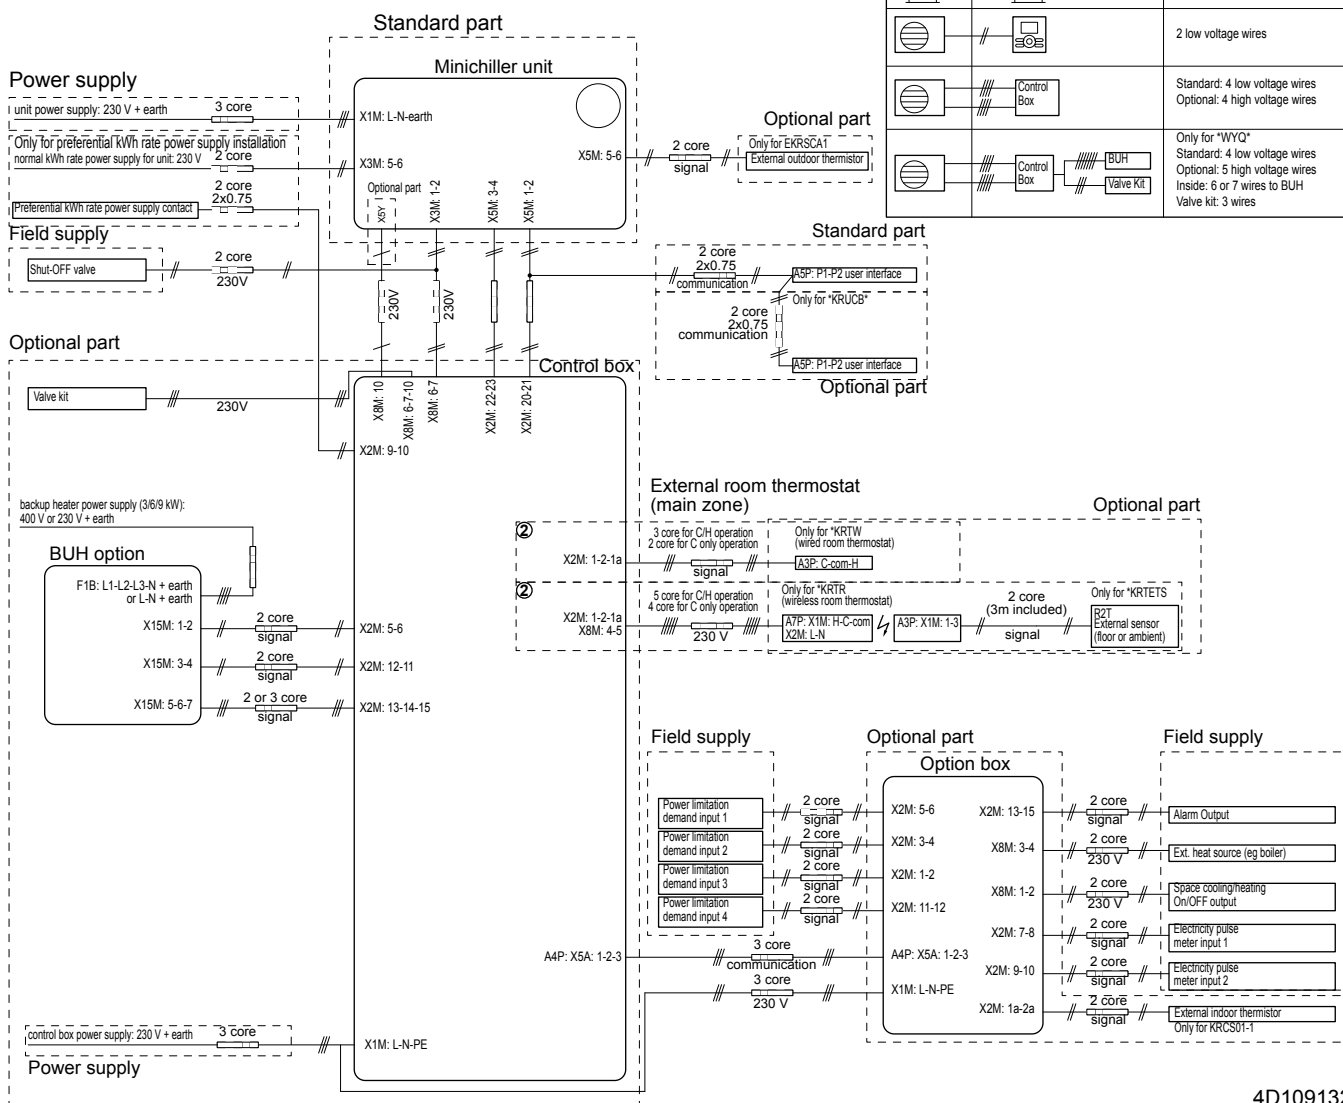 Standard part
Minichiller unit
Power supply
unit power supply: 230 V + earth
3 core
X1M: L-N-earth
Only for preferential kWh rate power supply installation
normal kWh rate power supply for unit: 230 V
2 core
X3M: 5-6
2 core
2x0.75
Preferential kWh rate power supply contact
Optional part
X5Y
X3M: 1-2
X5M: 3-4
X5M: 1-2
X5M: 5-6
2 core
signal
Optional part
Only for EKRSCA1
External outdoor thermistor
2 low voltage wires
Control
Box
Standard: 4 low voltage wires
Optional: 4 high voltage wires
Control
Box
BUH
Valve Kit
Only for *WYQ*
Standard: 4 low voltage wires
Optional: 5 high voltage wires
Inside: 6 or 7 wires to BUH
Valve kit: 3 wires
Field supply
Shut-OFF valve
2 core
230V
230V
230V
Standard part
2 core
2x0.75
communication
A5P: P1-P2 user interface
Only for *KRUCB*
2 core
2x0.75
communication
A5P: P1-P2 user interface
Optional part
Optional part
Control box
Valve kit
230V
X8M: 10
X8M: 6-7-10
X8M: 6-7
X2M: 22-23
X2M: 20-21
X2M: 9-10
backup heater power supply (3/6/9 kW):
400 V or 230 V + earth
BUH option
F1B: L1-L2-L3-N + earth
or L-N + earth
X15M: 1-2
2 core
signal
X2M: 5-6
X15M: 3-4
2 core
signal
X2M: 12-11
X15M: 5-6-7
2 or 3 core
signal
X2M: 13-14-15
External room thermostat
(main zone)
Optional part
2
3 core for C/H operation
2 core for C only operation
Only for *KRTW
(wired room thermostat)
X2M: 1-2-1a
signal
A3P: C-com-H
2
5 core for C/H operation
4 core for C only operation
Only for *KRTR
(wireless room thermostat)
2 core
(3m included)
Only for *KRTETS
X2M: 1-2-1a
X8M: 4-5
230 V
A7P: X1M: H-C-com
X2M: L-N
A3P: X1M: 1-3
signal
R2T
External sensor
(floor or ambient)
Field supply
Optional part
Field supply
Option box
Power limitation
demand input 1
2 core
signal
X2M: 5-6
X2M: 13-15
2 core
signal
Alarm Output
Power limitation
demand input 2
2 core
signal
X2M: 3-4
X8M: 3-4
2 core
230 V
Ext. heat source (eg boiler)
Power limitation
demand input 3
2 core
signal
X2M: 1-2
X8M: 1-2
2 core
230 V
Space cooling/heating
On/OFF output
Power limitation
demand input 4
2 core
signal
X2M: 11-12
X2M: 7-8
2 core
signal
Electricity pulse
meter input 1
A4P: X5A: 1-2-3
3 core
communication
A4P: X5A: 1-2-3
X2M: 9-10
2 core
signal
Electricity pulse
meter input 2
3 core
230 V
X1M: L-N-PE
X2M: 1a-2a
2 core
signal
External indoor thermistor
Only for KRCS01-1
control box power supply: 230 V + earth
3 core
X1M: L-N-PE
Power supply